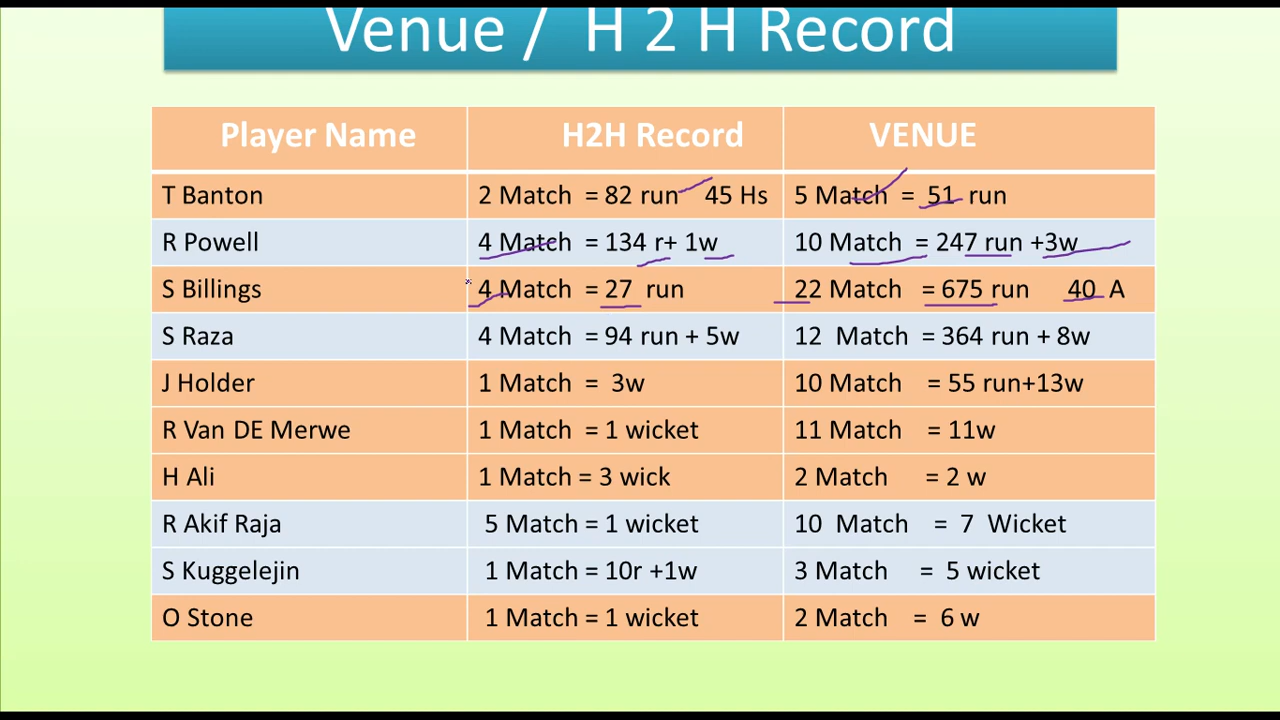 Venue / H 2 H Record
Player Name H2H Record VENUE
T Banton 2 Match = 82 run 45 Hs 5 Match = 51 run
R Powell 4 Match = 134 r+ 1w 10 Match = 247 run +3w
S Billings 4 Match = 27 run 22 Match = 675 run 40 A
S Raza 4 Match = 94 run + 5w 12 Match = 364 run + 8w
J Holder 1 Match = 3w 10 Match = 55 run+13w
R Van DE Merwe 1 Match = 1 wicket 11 Match = 11w
H Ali 1 Match = 3 wick 2 Match = 2 w
R Akif Raja 5 Match = 1 wicket 10 Match = 7 Wicket
S Kuggelejin 1 Match = 10r +1w 3 Match = 5 wicket
O Stone 1 Match = 1 wicket 2 Match = 6 w